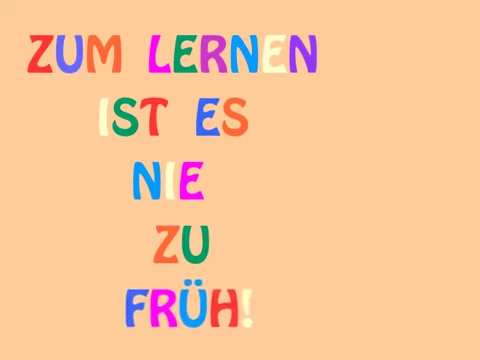 ZUM LERNEN
IST ES
NIE
ZU
FRÜH!